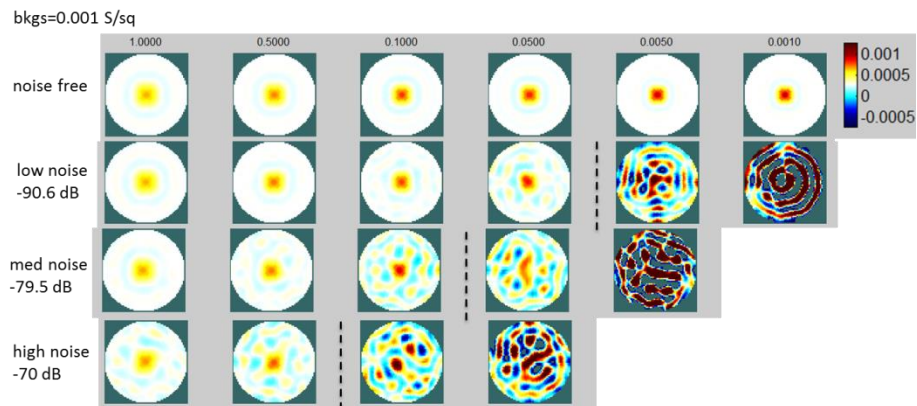 bkgs=0.001 S/sq
1.0000 0.5000 0.1000 0.0500 0.0050 0.0010
noise free
0.001
0.0005
0
-0.0005
low noise
-90.6 dB
med noise
-79.5 dB
high noise
-70 dB